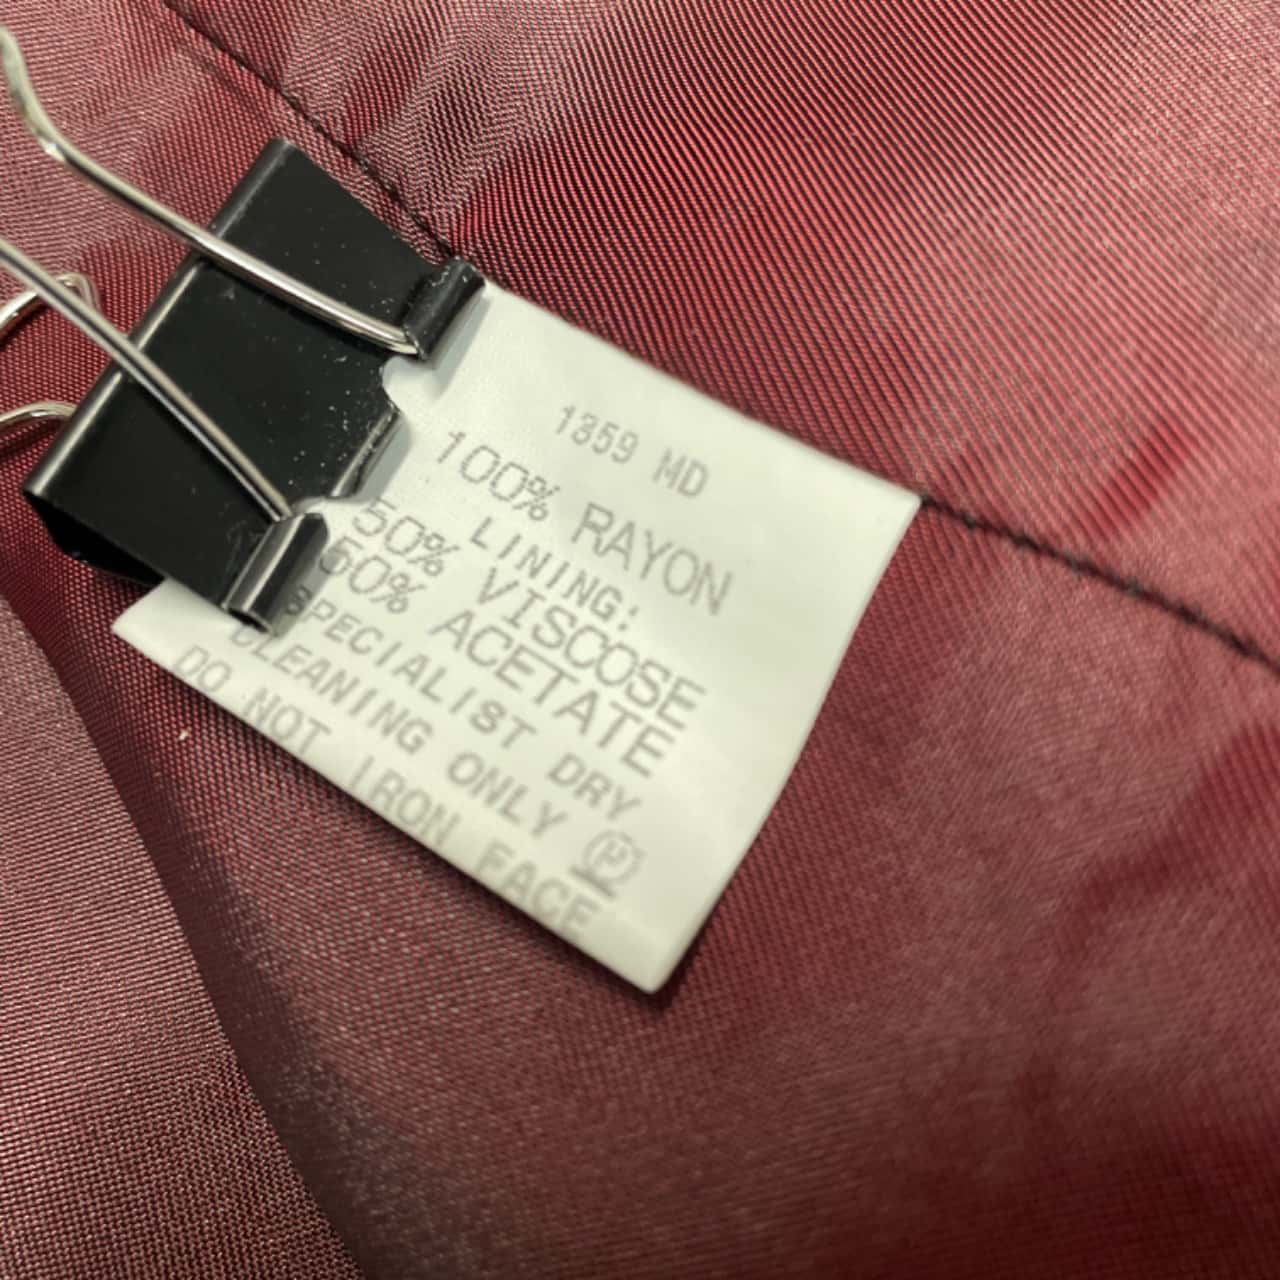 1359 MD
100% RAYON
LINING:
50% VISCOSE
50% ACETATE
SPECIALIST DRY
CLEANING ONLY Ⓟ
DO NOT IRON FACE